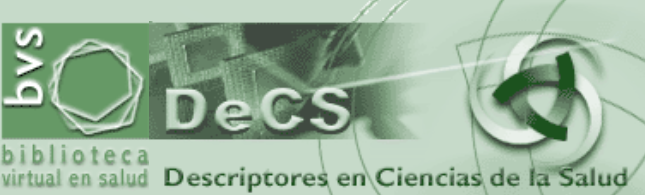 bvs
DeCS
biblioteca
virtual en salud
Descriptores en Ciencias de la Salud